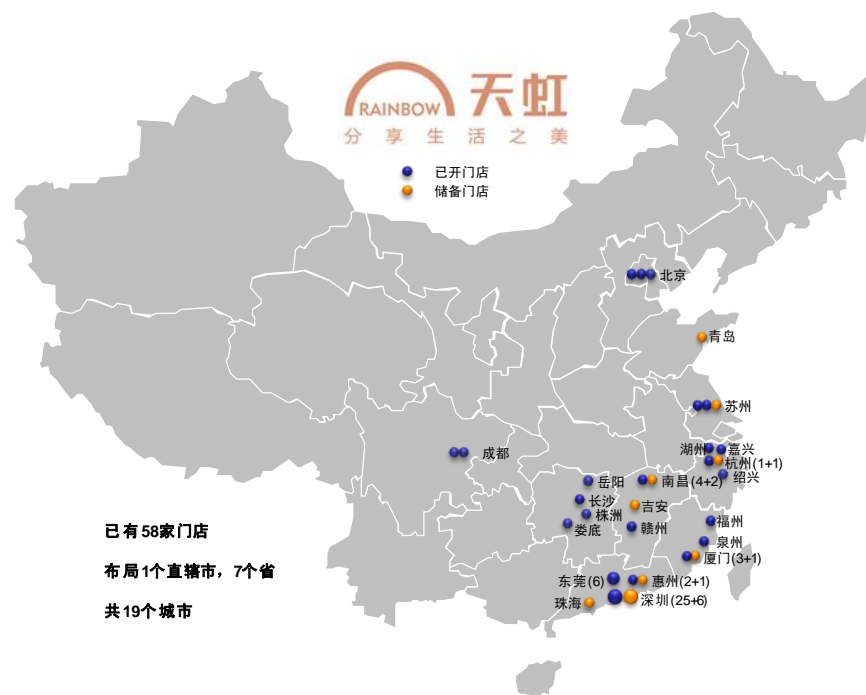 RAINBOW 天虹
分享生活之美
已开门店
储备门店
北京
青岛
苏州
成都
湖州 嘉兴
杭州(1+1)
绍兴
岳阳 南昌(4+2)
长沙 吉安
株洲
娄底 赣州 福州
泉州
厦门(3+1)
东莞(6) 惠州(2+1)
珠海 深圳(25+6)
已有58家门店
布局1个直辖市，7个省
共19个城市